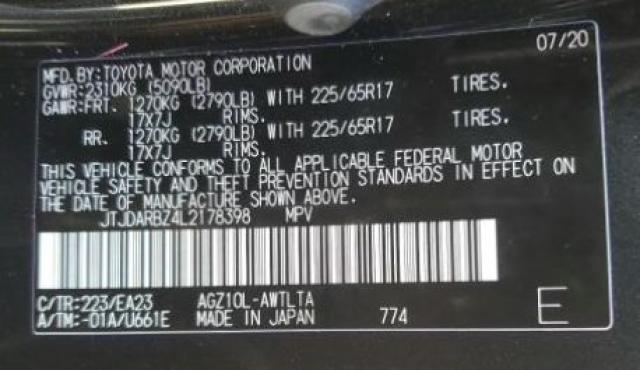 07/20
MFD. BY: TOYOTA MOTOR CORPORATION
GVWR: 2310KG (5090LB)
GAWR: FRT. 1270KG (2790LB) WITH 225/65R17 TIRES.
17X7J RIMS.
RR. 1270KG (2790LB) WITH 225/65R17 TIRES.
17X7J RIMS.
THIS VEHICLE CONFORMS TO ALL APPLICABLE FEDERAL MOTOR
VEHICLE SAFETY AND THEFT PREVENTION STANDARDS IN EFFECT ON
THE DATE OF MANUFACTURE SHOWN ABOVE.
JTJDARBZ4L2178398 MPV
C/TR: 223/EA23 AGZ10L-AWTLTA
A/TM: -01A/U661E MADE IN JAPAN 774 E